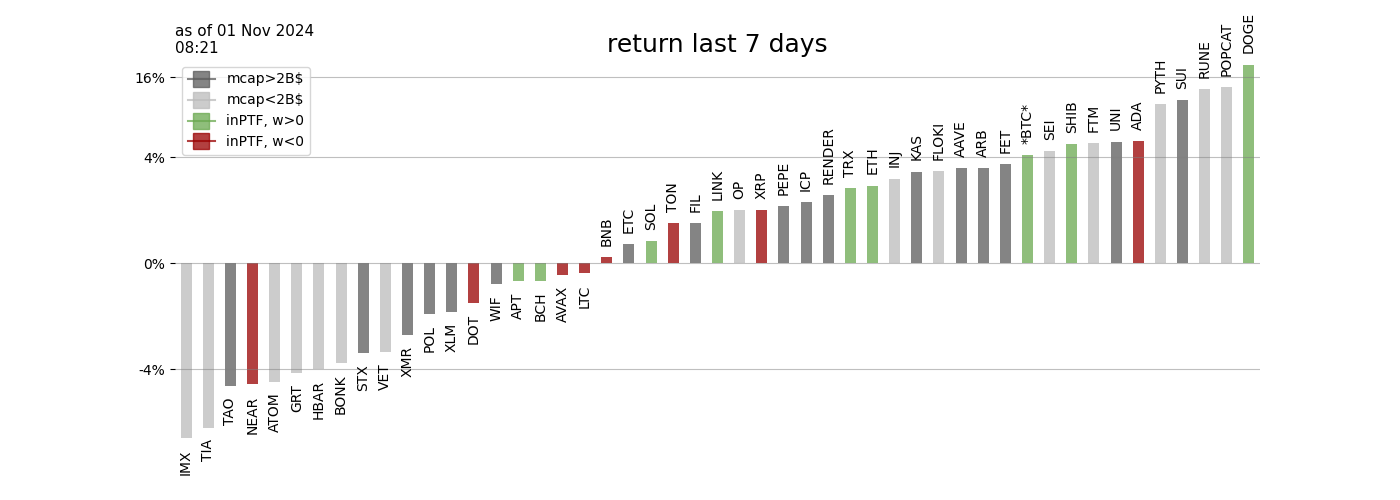 as of 01 Nov 2024
08:21
return last 7 days
mcap>2B$
mcap<2B$
inPTF, w>0
inPTF, w<0
16%
4%
0%
-4%
IMX
TIA
TAO
NEAR
ATOM
GRT
HBAR
BONK
STX
VET
XMR
POL
XLM
DOT
WIF
APT
BCH
AVAX
LTC
BNB
ETC
SOL
TON
FIL
LINK
OP
XRP
PEPE
ICP
RENDER
TRX
ETH
INJ
KAS
FLOKI
AAVE
ARB
FET
*BTC*
SEI
SHIB
FTM
UNI
ADA
PYTH
SUI
RUNE
POPCAT
DOGE